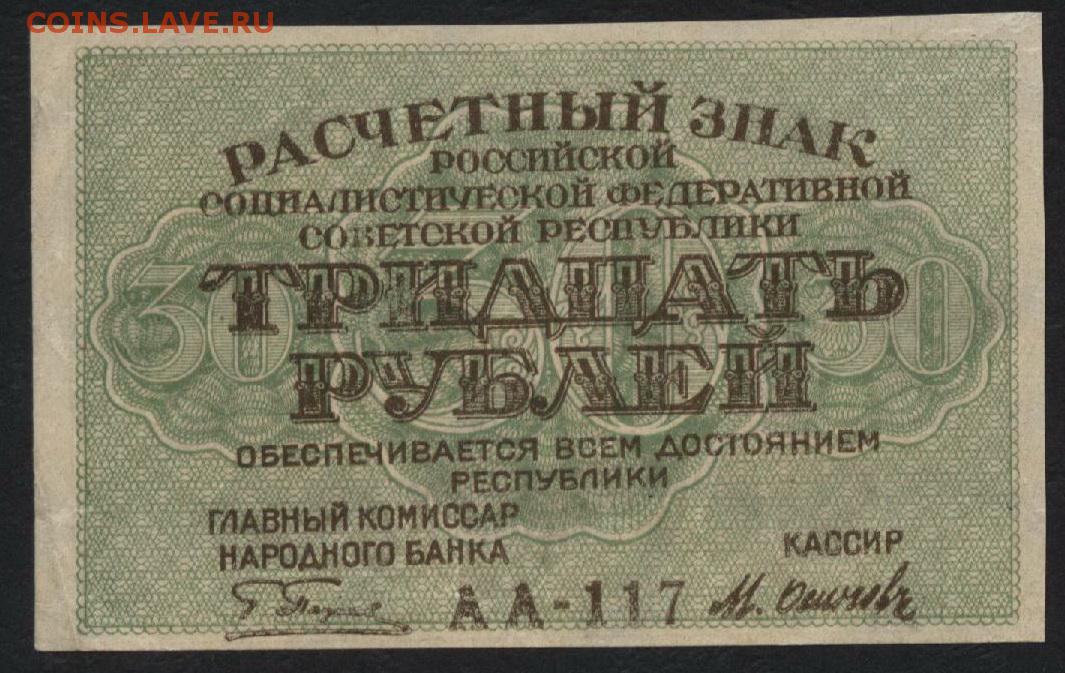 COINS.LAVE.RU
РАСЧЕТНЫЙ ЗНАК
РОССИЙСКОЙ
СОЦИАЛИСТИЧЕСКОЙ ФЕДЕРАТИВНОЙ
СОВЕТСКОЙ РЕСПУБЛИКИ
30 30 30
ТРИДЦАТЬ
РУБЛЕЙ
ОБЕСПЕЧИВАЕТСЯ ВСЕМ ДОСТОЯНИЕМ
РЕСПУБЛИКИ
ГЛАВНЫЙ КОМИССАР
НАРОДНОГО БАНКА
КАССИР
АА-117